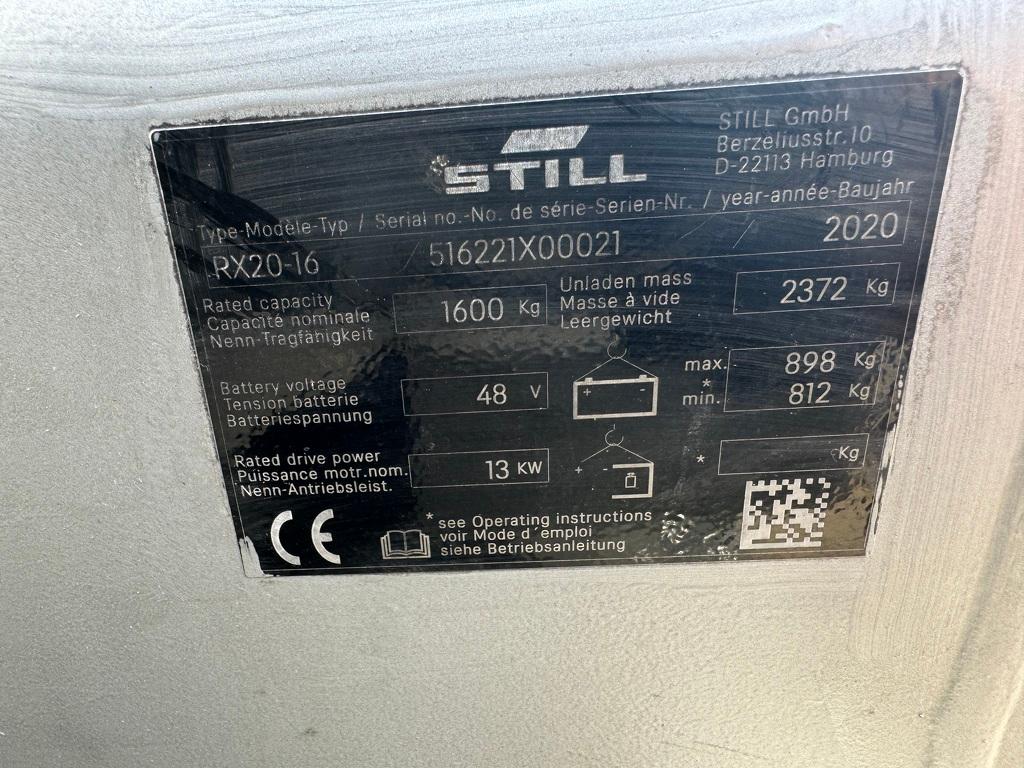 STILL
STILL GmbH
Berzeliusstr.10
D-22113 Hamburg
Type-Modèle-Typ / Serial no.-No. de série-Serien-Nr. / year-année-Baujahr
RX20-16 / 516221X00021 / 2020
Rated capacity
Capacité nominale
Nenn-Tragfähigkeit
1600 Kg
Unladen mass
Masse à vide
Leergewicht
2372 Kg
Battery voltage
Tension batterie
Batteriespannung
48 V
+ -
max. 898 Kg
*
min. 812 Kg
Rated drive power
Puissance motr.nom.
Nenn-Antriebsleist.
13 KW
+
* Kg
CE
* see Operating instructions
voir Mode d´emploi
siehe Betriebsanleitung